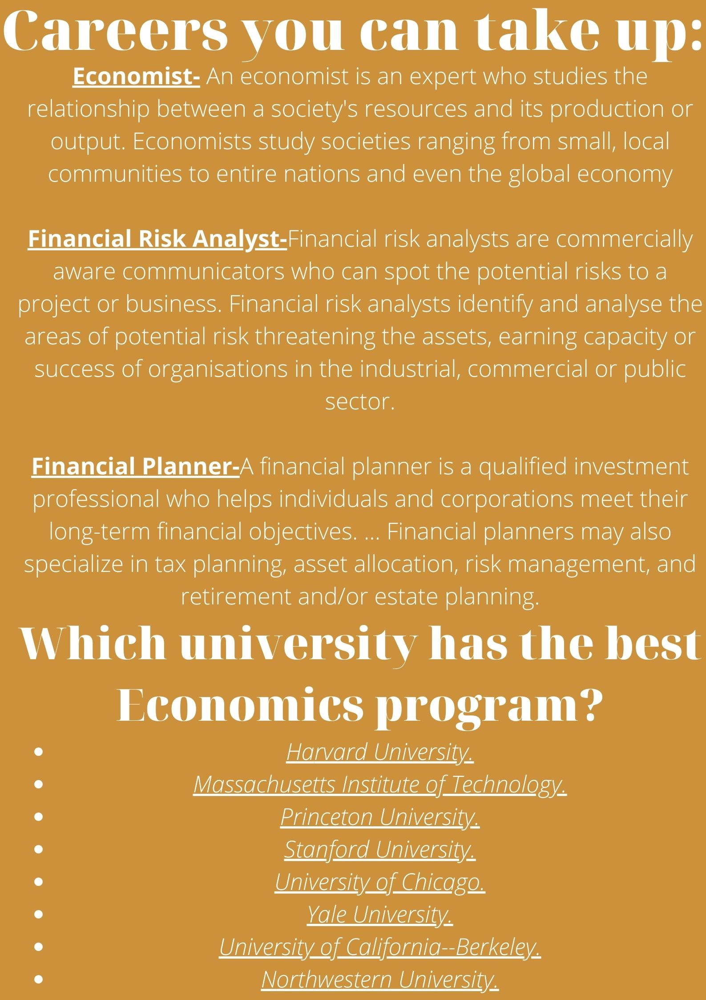 Careers you can take up:
Economist- An economist is an expert who studies the
relationship between a society's resources and its production or
output. Economists study societies ranging from small, local
communities to entire nations and even the global economy
Financial Risk Analyst-Financial risk analysts are commercially
aware communicators who can spot the potential risks to a
project or business. Financial risk analysts identify and analyse the
areas of potential risk threatening the assets, earning capacity or
success of organisations in the industrial, commercial or public
sector.
Financial Planner-A financial planner is a qualified investment
professional who helps individuals and corporations meet their
long-term financial objectives. ... Financial planners may also
specialize in tax planning, asset allocation, risk management, and
retirement and/or estate planning.
Which university has the best
Economics program?
• Harvard University.
• Massachusetts Institute of Technology.
• Princeton University.
• Stanford University.
• University of Chicago.
• Yale University.
• University of California--Berkeley.
• Northwestern University.